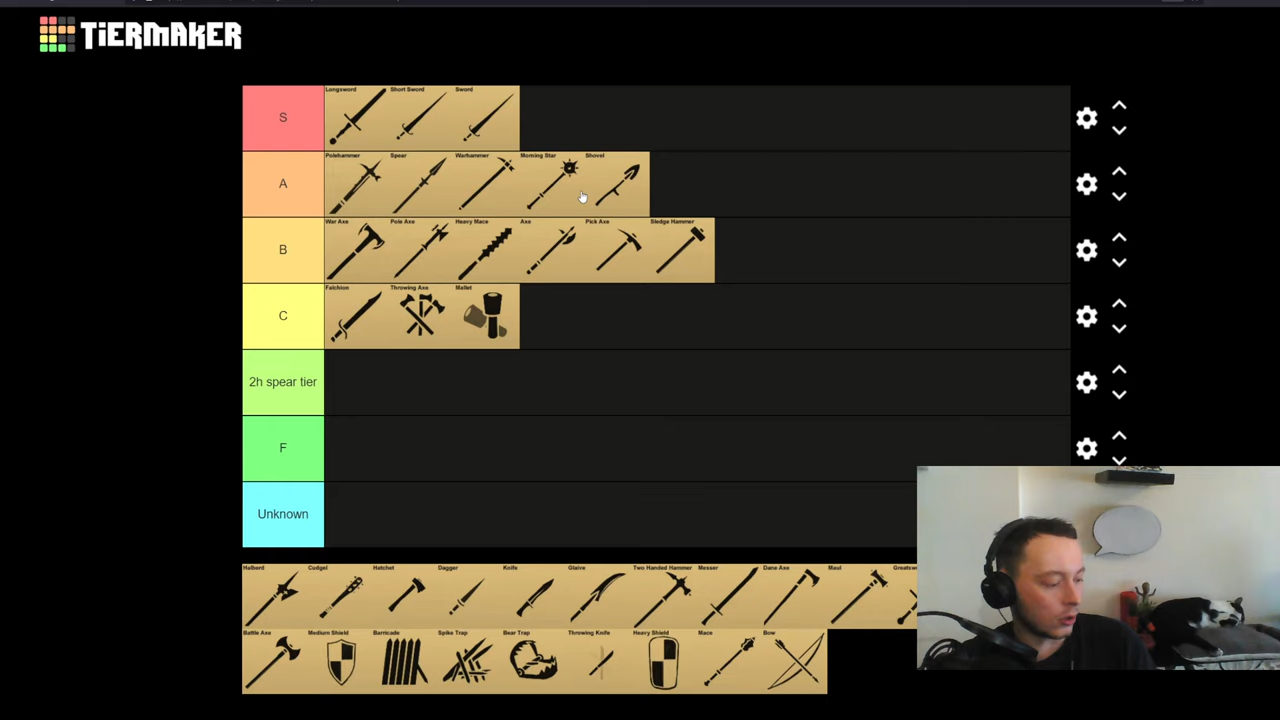 TiERMAKER
S
Longsword Short Sword Sword
A
Polehammer Spear Warhammer Morning Star Shovel
B
War Axe Pole Axe Heavy Mace Axe Pick Axe Sledge Hammer
C
Falchion Throwing Axe Mallet
2h spear tier
F
Unknown
Halberd Cudgel Hatchet Dagger Knife Glaive Two Handed Hammer Messer Dane Axe Maul Greatsw
Battle Axe Medium Shield Barricade Spike Trap Bear Trap Throwing Knife Heavy Shield Mace Bow